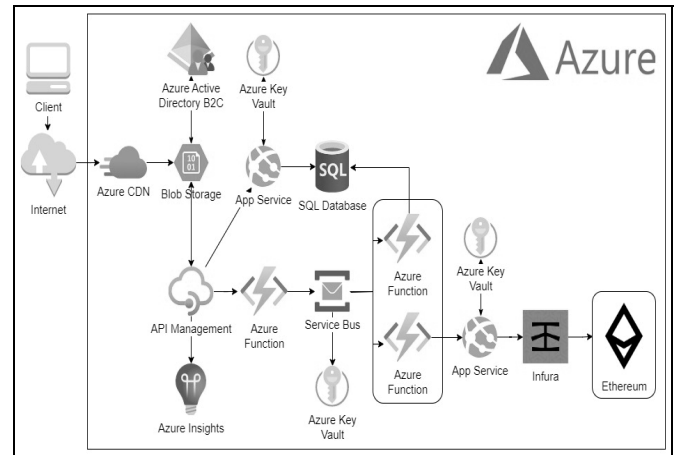 Azure
Client
Internet
Azure CDN
Azure Active
Directory B2C
Azure Key
Vault
10
01
Blob Storage
App Service
SQL
SQL Database
API Management
Azure
Function
Service Bus
Azure
Function
Azure Key
Vault
Azure
Function
App Service
Infura
Ethereum
Azure Insights
Azure Key
Vault